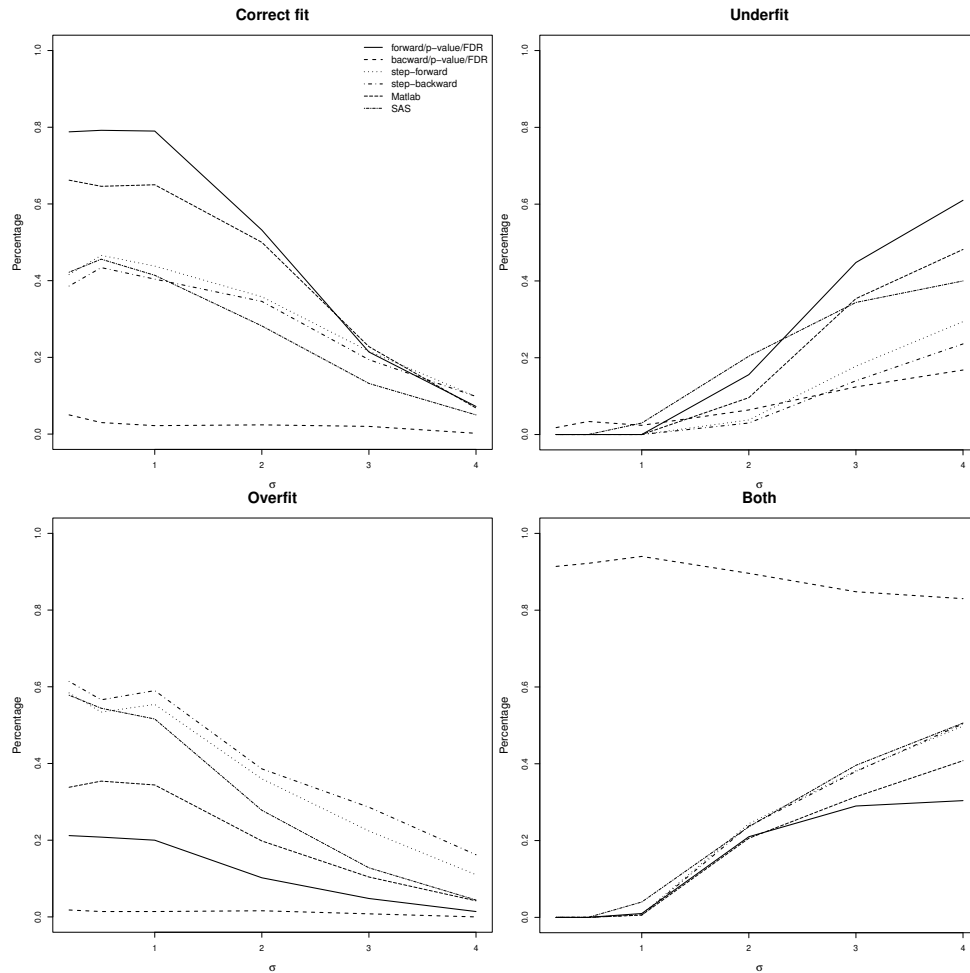 Correct fit
forward/p−value/FDR
bacward/p−value/FDR
step−forward
step−backward
Matlab
SAS
Percentage
0.0 0.2 0.4 0.6 0.8 1.0
1 2 3 4
σ
Underfit
Percentage
0.0 0.2 0.4 0.6 0.8 1.0
1 2 3 4
σ
Overfit
Percentage
0.0 0.2 0.4 0.6 0.8 1.0
1 2 3 4
σ
Both
Percentage
0.0 0.2 0.4 0.6 0.8 1.0
1 2 3 4
σ